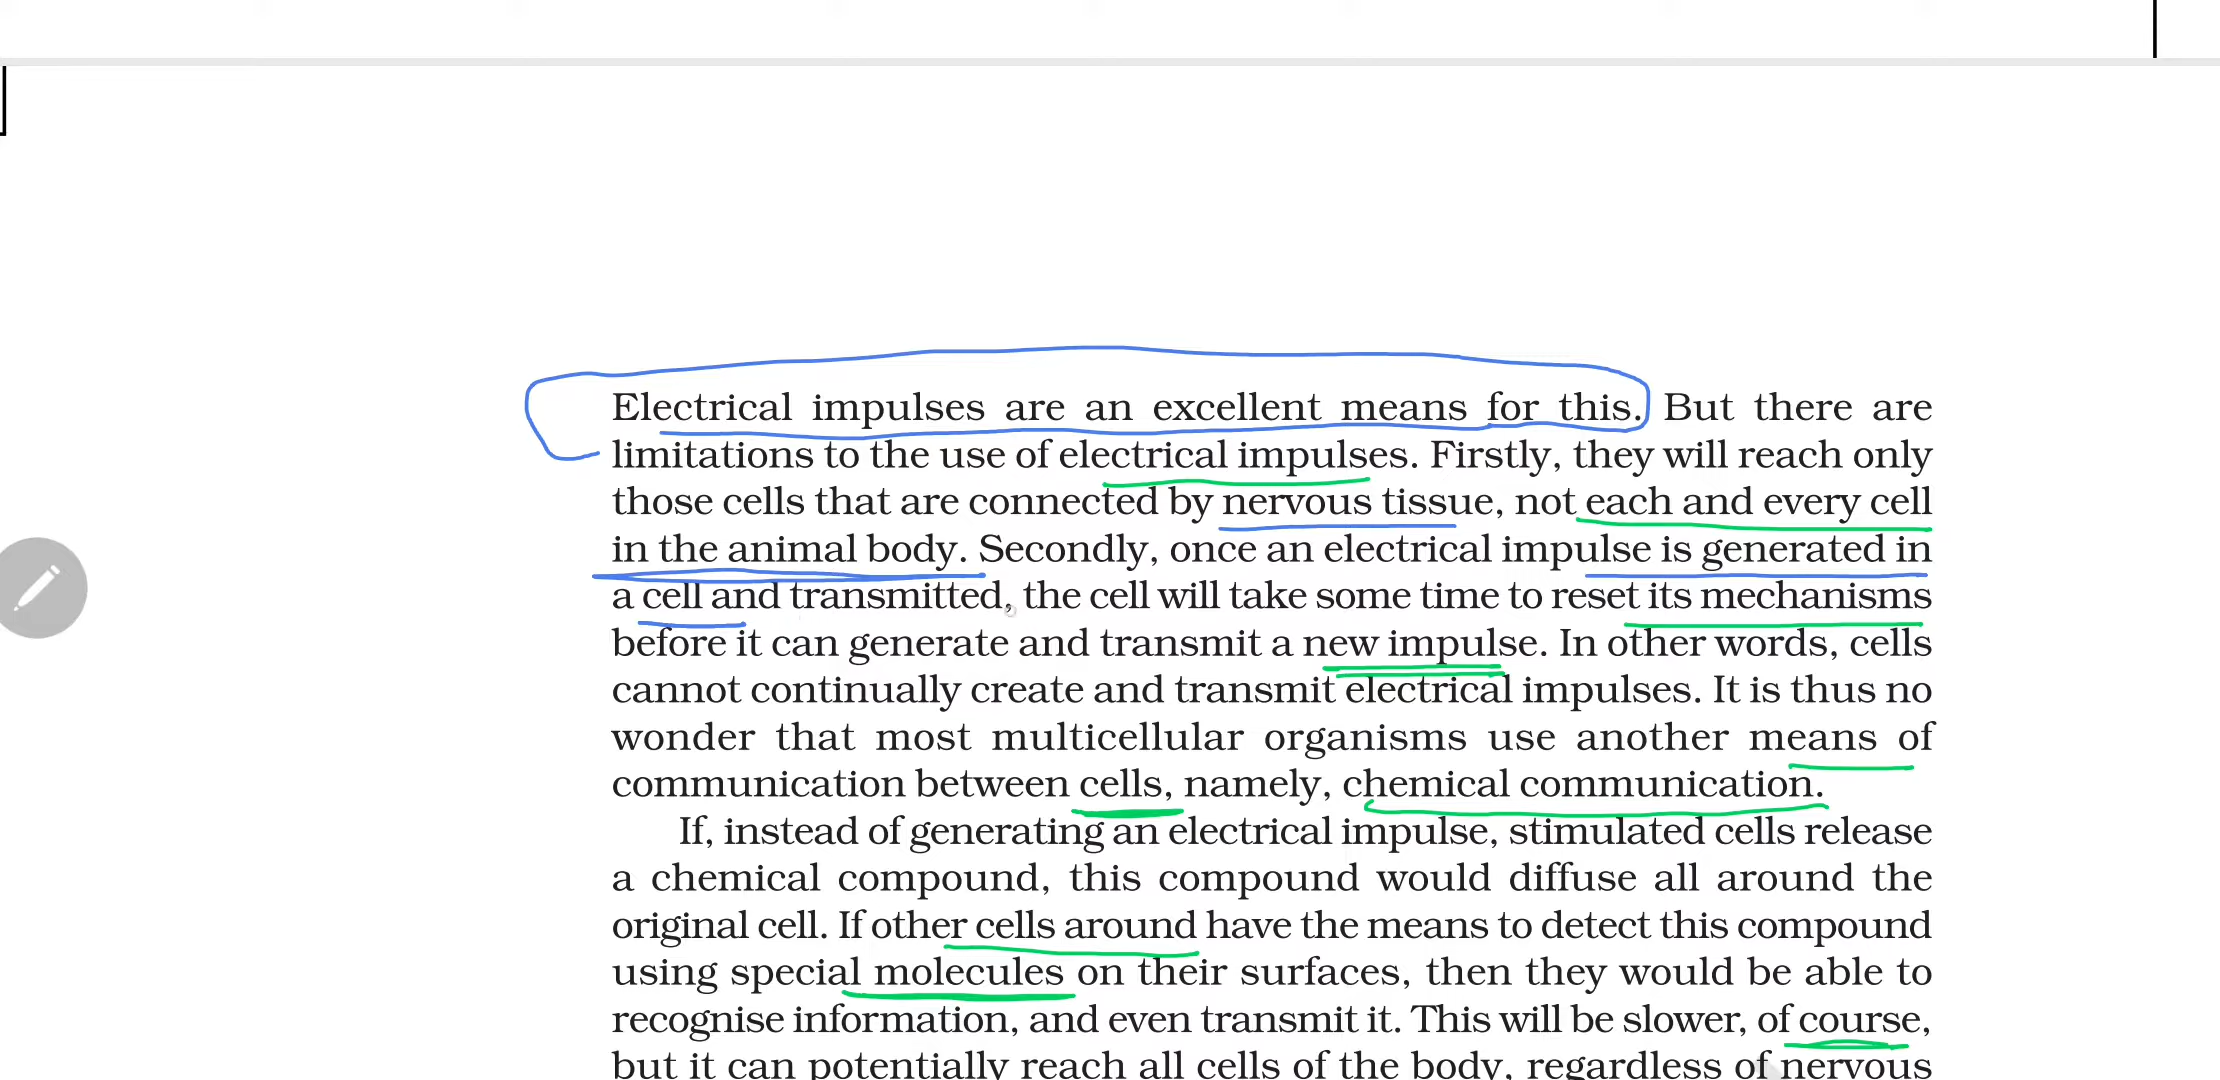 Electrical impulses are an excellent means for this. But there are
limitations to the use of electrical impulses. Firstly, they will reach only
those cells that are connected by nervous tissue, not each and every cell
in the animal body. Secondly, once an electrical impulse is generated in
a cell and transmitted, the cell will take some time to reset its mechanisms
before it can generate and transmit a new impulse. In other words, cells
cannot continually create and transmit electrical impulses. It is thus no
wonder that most multicellular organisms use another means of
communication between cells, namely, chemical communication.
If, instead of generating an electrical impulse, stimulated cells release
a chemical compound, this compound would diffuse all around the
original cell. If other cells around have the means to detect this compound
using special molecules on their surfaces, then they would be able to
recognise information, and even transmit it. This will be slower, of course,
but it can potentially reach all cells of the body, regardless of nervous